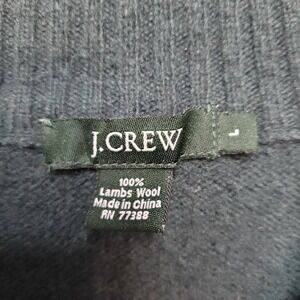 J.CREW
L
100%
Lambs Wool
Made in China
RN 77388